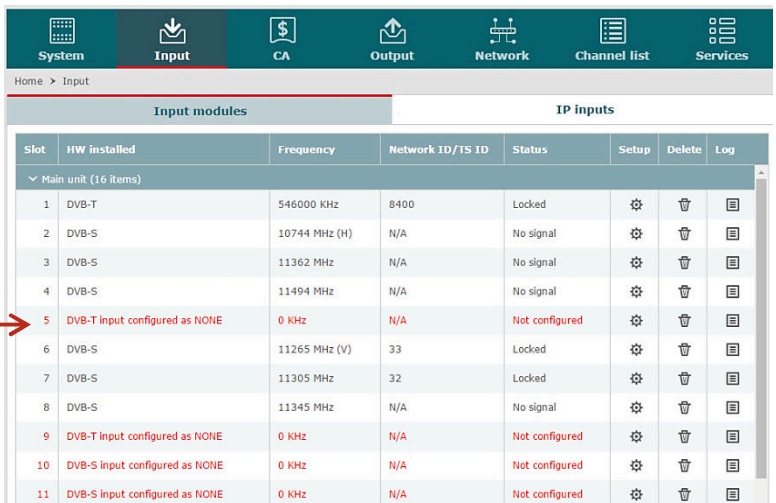 System Input CA Output Network Channel list Services
Home > Input
Input modules IP inputs
Slot HW installed Frequency Network ID/TS ID Status Setup Delete Log
Main unit (16 items)
1 DVB-T 546000 KHz 8400 Locked
2 DVB-S 10744 MHz (H) N/A No signal
3 DVB-S 11362 MHz N/A No signal
4 DVB-S 11494 MHz N/A No signal
5 DVB-T input configured as NONE 0 KHz N/A Not configured
6 DVB-S 11265 MHz (V) 33 Locked
7 DVB-S 11305 MHz 32 Locked
8 DVB-S 11345 MHz N/A No signal
9 DVB-T input configured as NONE 0 KHz N/A Not configured
10 DVB-S input configured as NONE 0 KHz N/A Not configured
11 DVB-S input configured as NONE 0 KHz N/A Not configured